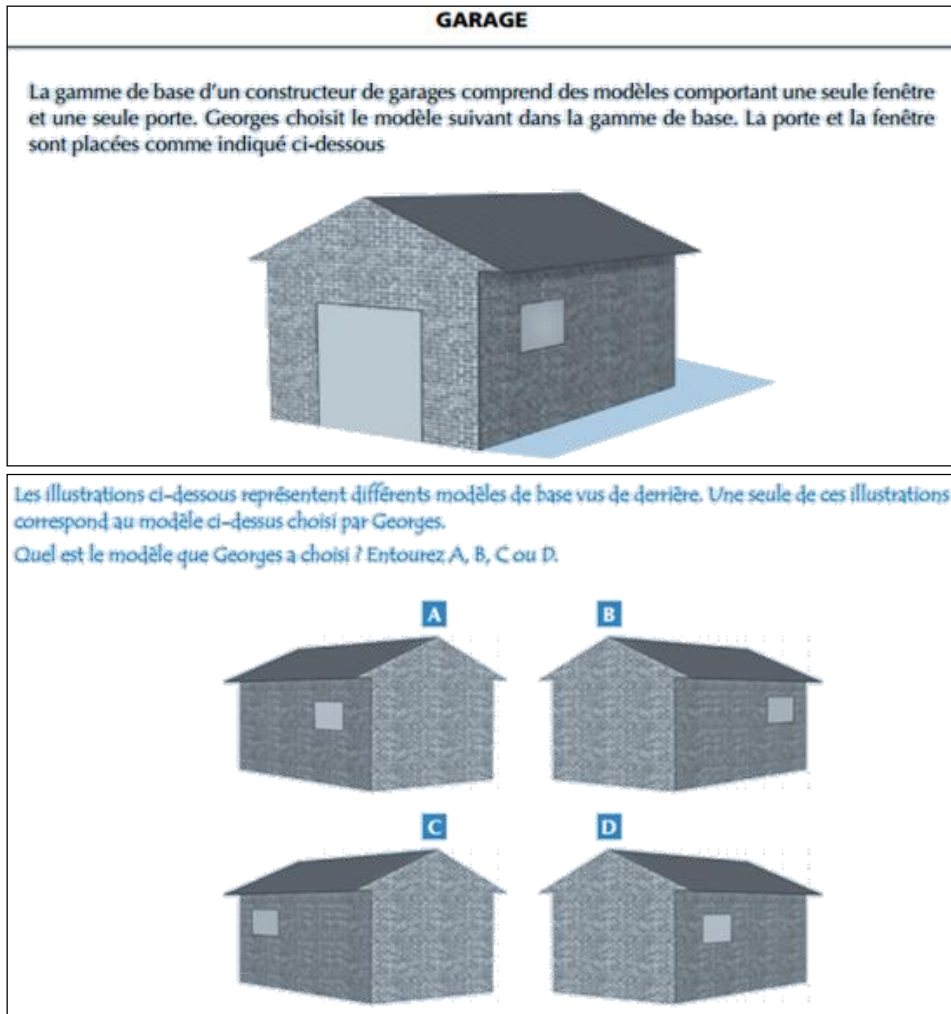 GARAGE
La gamme de base d’un constructeur de garages comprend des modèles comportant une seule fenêtre
et une seule porte. Georges choisit le modèle suivant dans la gamme de base. La porte et la fenêtre
sont placées comme indiqué ci-dessous
Les illustrations ci-dessous représentent différents modèles de base vus de derrière. Une seule de ces illustrations
correspond au modèle ci-dessus choisi par Georges.
Quel est le modèle que Georges a choisi ? Entourez A, B, C ou D.
A B
C D